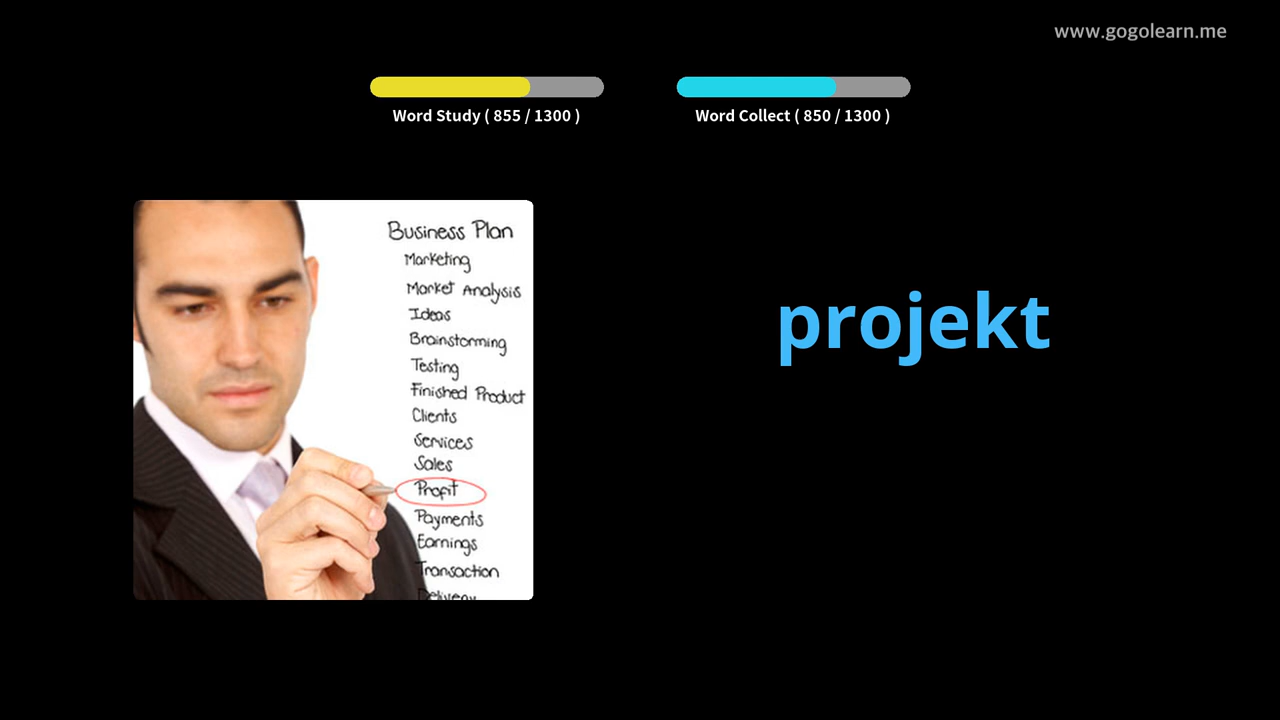 www.gogolearn.me
Word Study ( 855 / 1300 )
Word Collect ( 850 / 1300 )
Business Plan
Marketing
Market Analysis
Ideas
Brainstorming
Testing
Finished Product
Clients
Services
Sales
Profit
Payments
Earnings
Transaction
Delivery
projekt